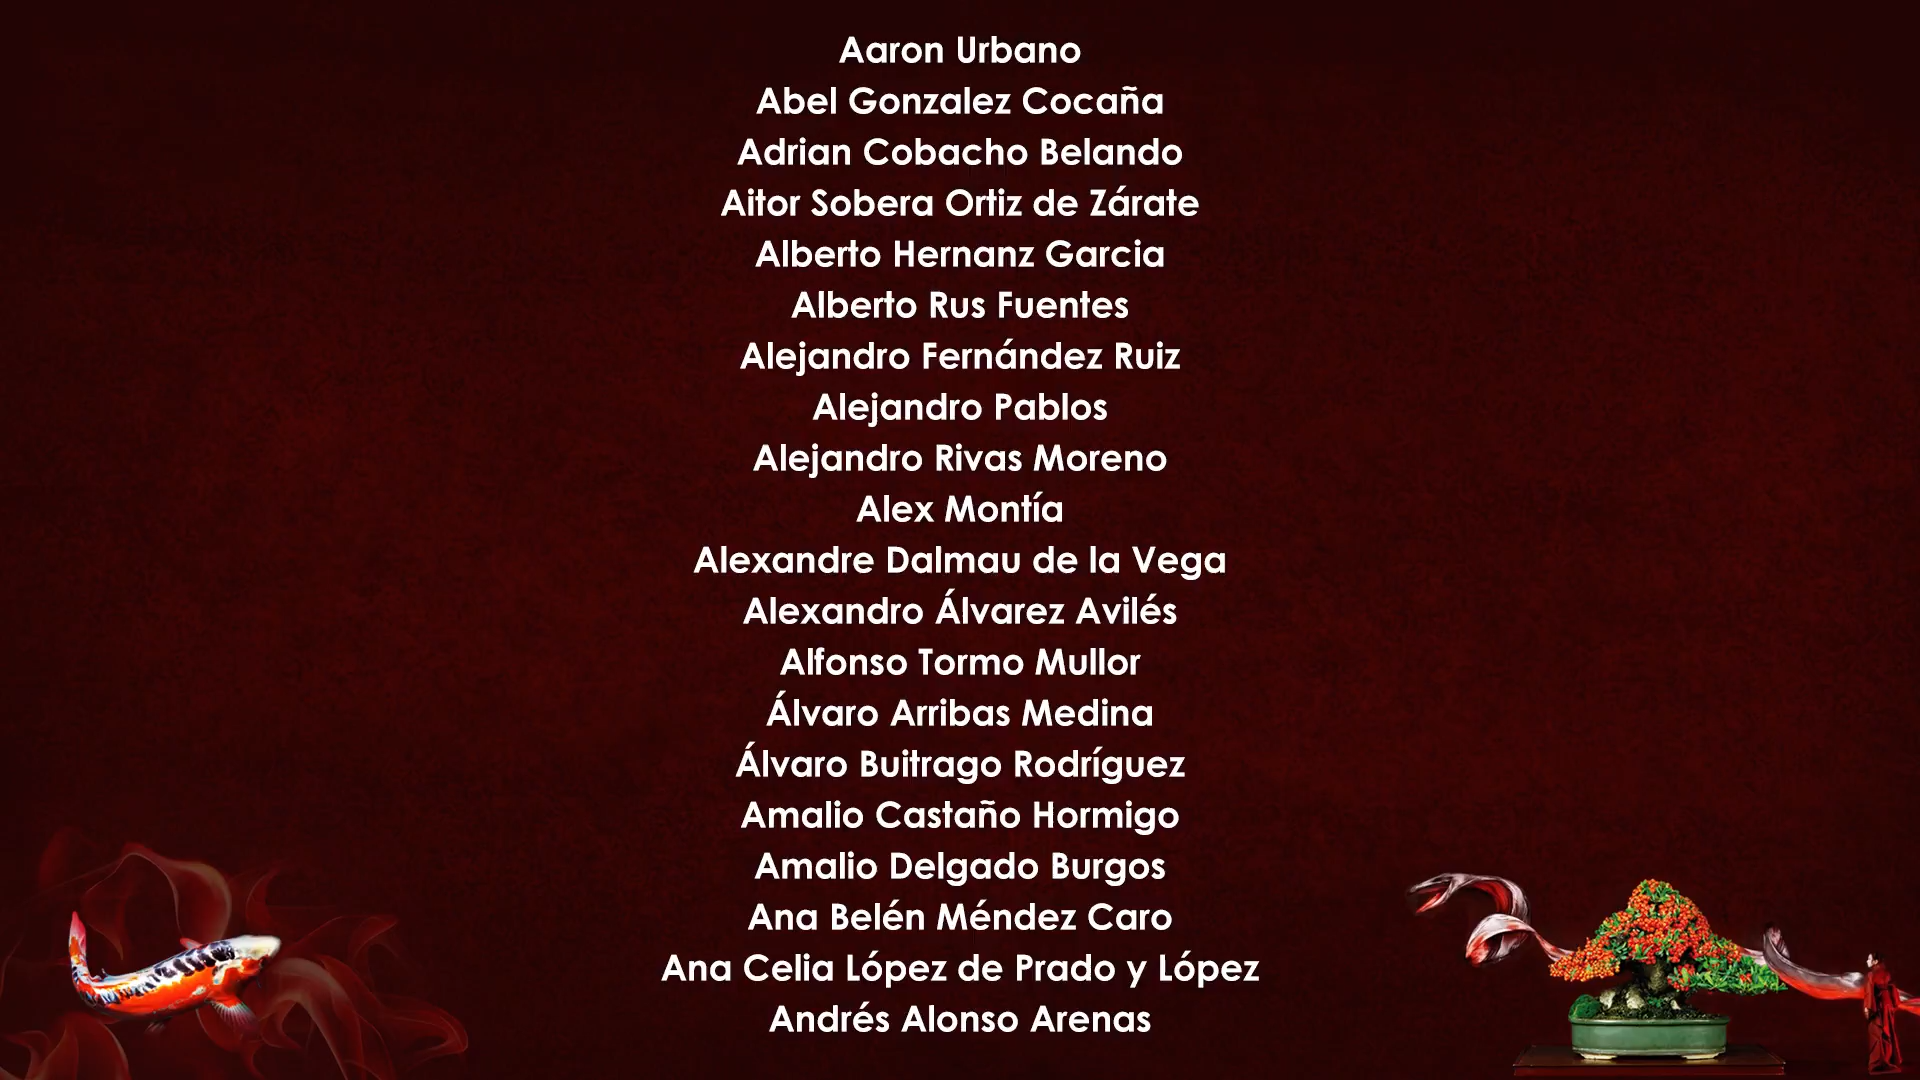 Aaron Urbano
Abel Gonzalez Cocaña
Adrian Cobacho Belando
Aitor Sobera Ortiz de Zárate
Alberto Hernanz Garcia
Alberto Rus Fuentes
Alejandro Fernández Ruiz
Alejandro Pablos
Alejandro Rivas Moreno
Alex Montía
Alexandre Dalmau de la Vega
Alexandro Álvarez Avilés
Alfonso Tormo Mullor
Álvaro Arribas Medina
Álvaro Buitrago Rodríguez
Amalio Castaño Hormigo
Amalio Delgado Burgos
Ana Belén Méndez Caro
Ana Celia López de Prado y López
Andrés Alonso Arenas